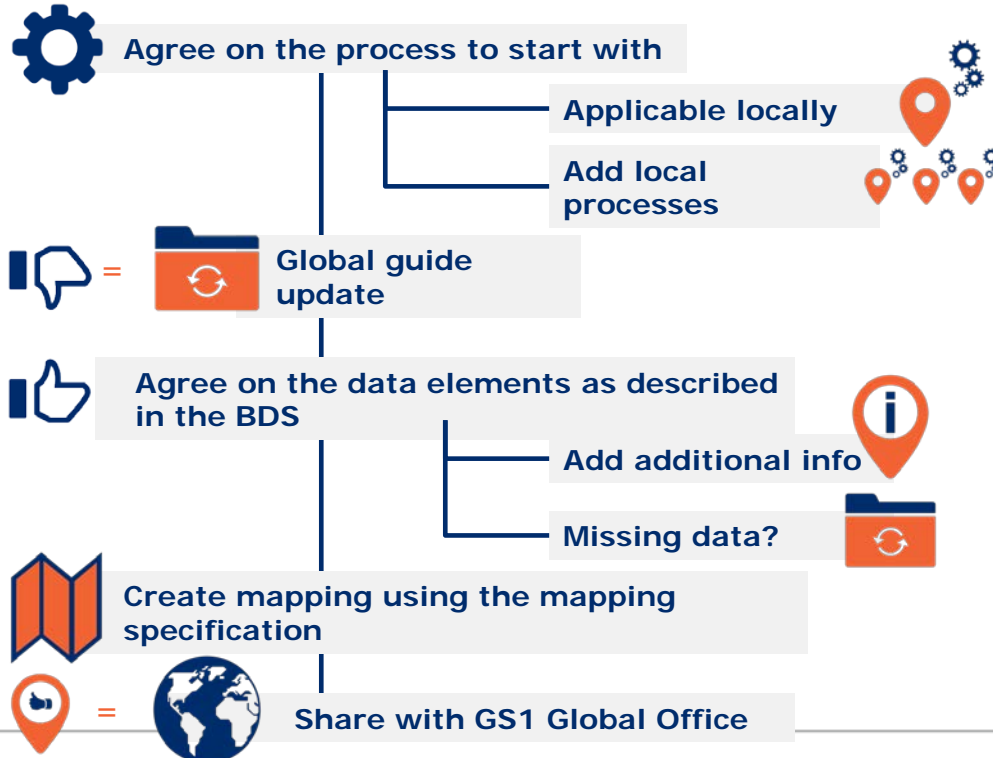 Agree on the process to start with
Applicable locally
Add local
processes
=
Global guide
update
Agree on the data elements as described
in the BDS
i
Add additional info
Missing data?
Create mapping using the mapping
specification
=
Share with GS1 Global Office